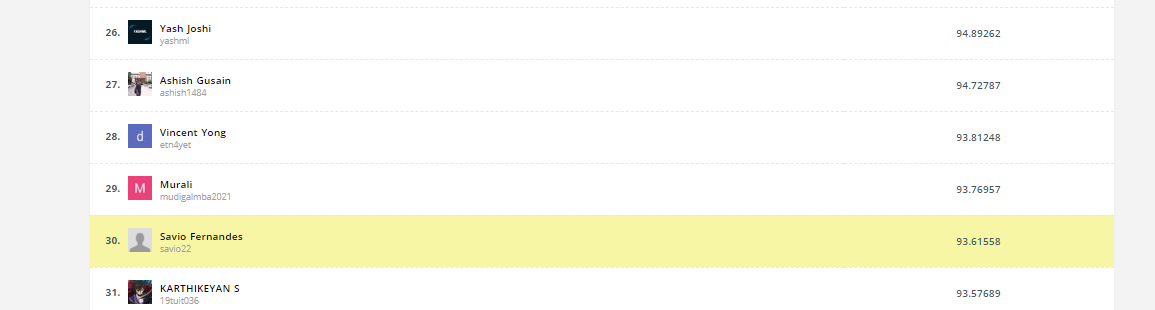 26.
Yash Joshi
yashml
94.89262
27.
Ashish Gusain
ashish1484
94.72787
28.
d
Vincent Yong
etn4yet
93.81248
29.
M
Murali
mudigalmba2021
93.76957
30.
Savio Fernandes
savio22
93.61558
31.
KARTHIKEYAN S
19tuit036
93.57689